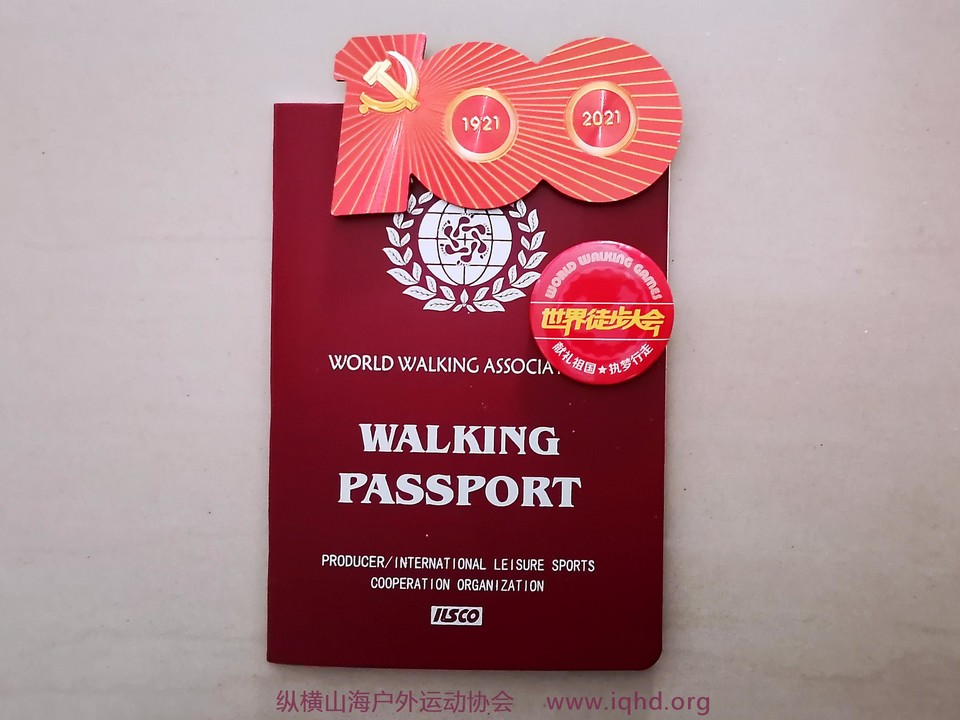 100
1921
2021
WORLD WALKING GAMES
世界徒步大会
献礼祖国★执梦行走
WORLD WALKING ASSOCIAT
WALKING
PASSPORT
PRODUCER/INTERNATIONAL LEISURE SPORTS
COOPERATION ORGANIZATION
ILSCO
纵横山海户外运动协会 www.iqhd.org